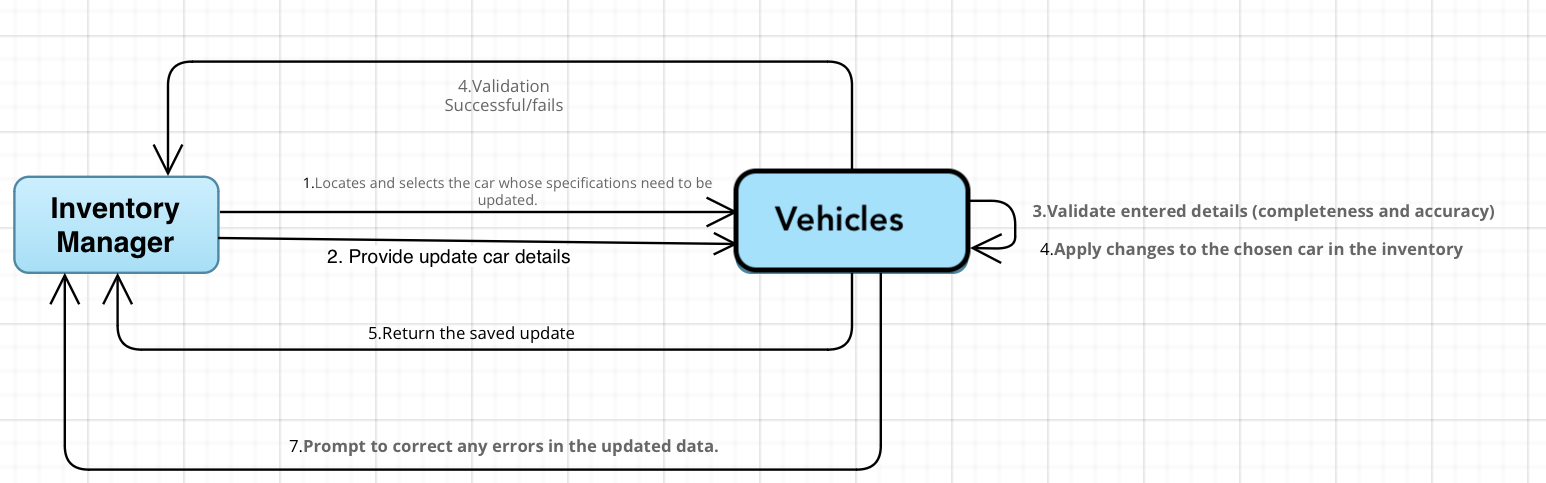 4.Validation
Successful/fails
1.Locates and selects the car whose specifications need to be
updated.
Inventory
Manager
Vehicles
3.Validate entered details (completeness and accuracy)
4.Apply changes to the chosen car in the inventory
2. Provide update car details
5.Return the saved update
7.Prompt to correct any errors in the updated data.